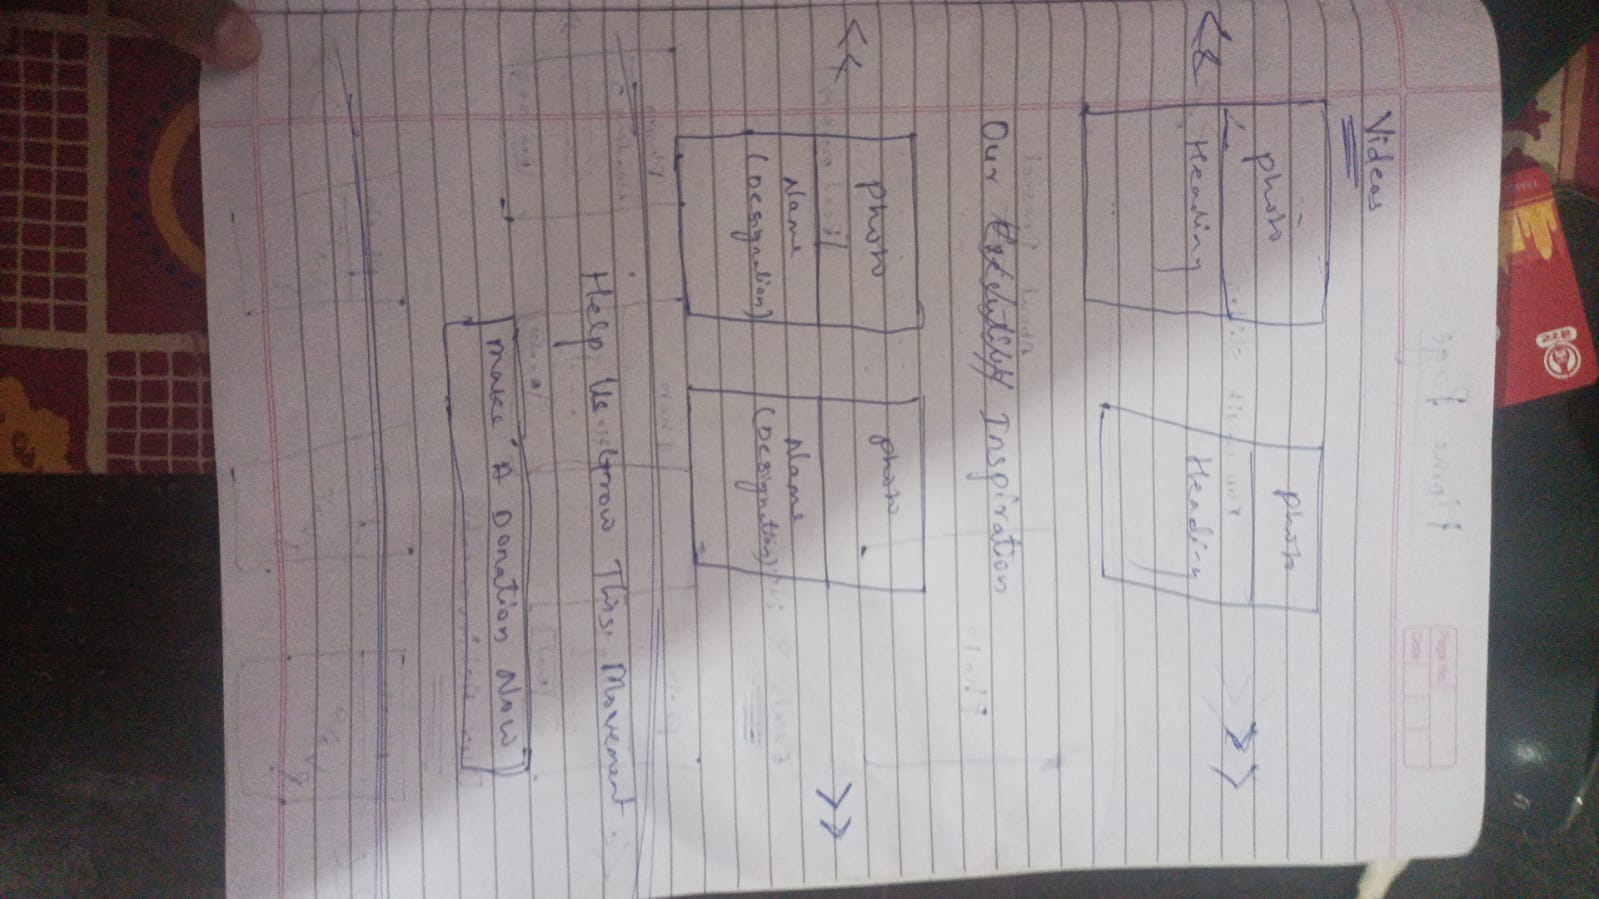 Page No.
Date
Videos
photo
photo
<<
Heading
Heading
>>
Our Inspiration
photo
photo
<<
>>
Name
Name
(Designation)
(Designation)
Help Us Grow This Movement
Make A Donation Now